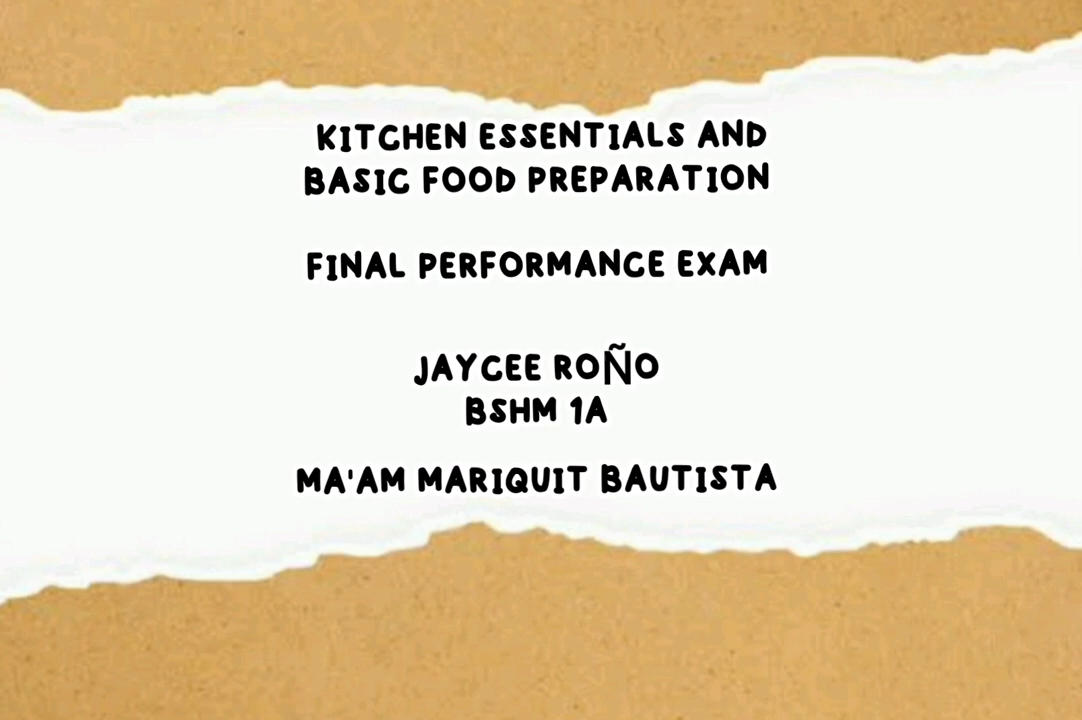 KITCHEN ESSENTIALS AND
BASIC FOOD PREPARATION
FINAL PERFORMANCE EXAM
JAYCEE ROÑO
BSHM 1A
MA'AM MARIQUIT BAUTISTA